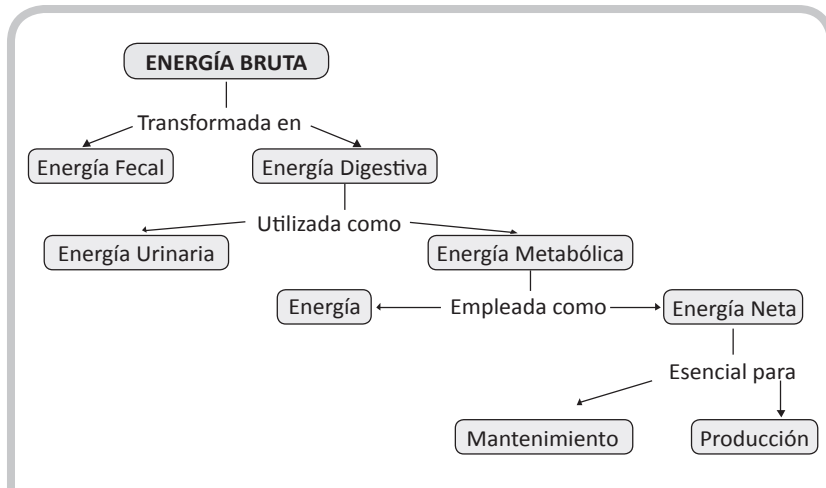 ENERGÍA BRUTA
Transformada en
Energía Fecal
Energía Digestiva
Utilizada como
Energía Urinaria
Energía Metabólica
Energía
Empleada como
Energía Neta
Esencial para
Mantenimiento
Producción